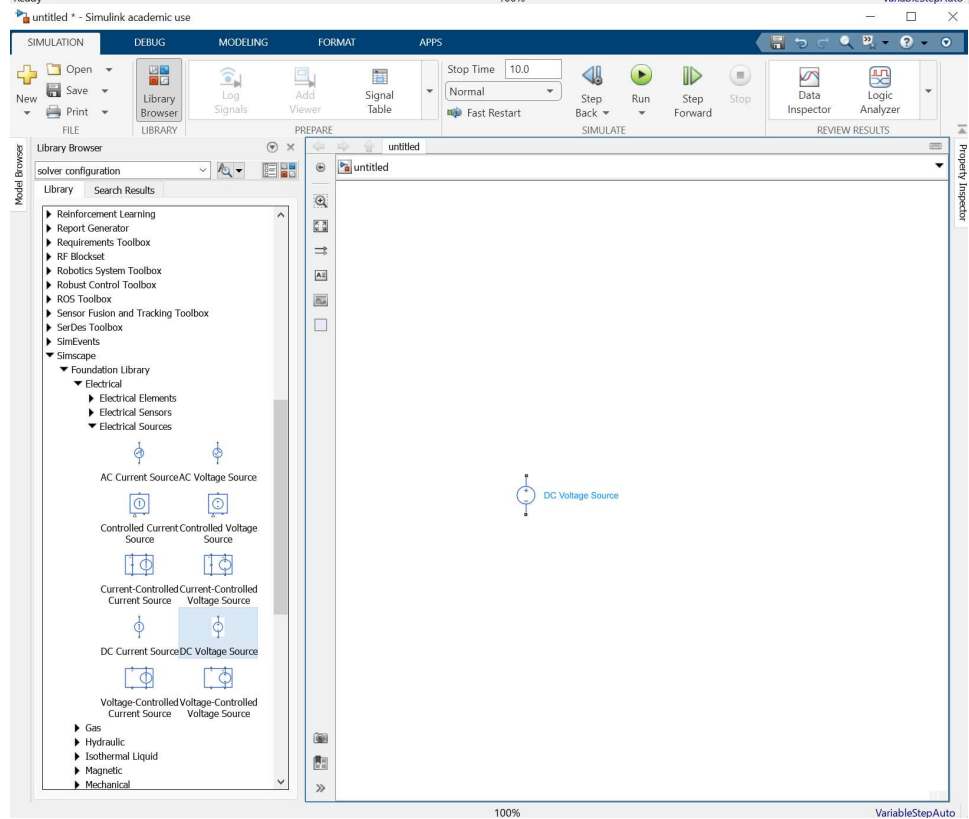 100%
VariableStepAuto
untitled * - Simulink academic use
SIMULATION DEBUG MODELING FORMAT APPS
New
Open
Save
Print
FILE
Library Browser
LIBRARY
Log Signals
Add Viewer
Signal Table
PREPARE
Stop Time 10.0
Normal
Fast Restart
Step Back
Run
Step Forward
Stop
SIMULATE
Data Inspector
Logic Analyzer
REVIEW RESULTS
Model Browser
Library Browser
solver configuration
Library Search Results
Reinforcement Learning
Report Generator
Requirements Toolbox
RF Blockset
Robotics System Toolbox
Robust Control Toolbox
ROS Toolbox
Sensor Fusion and Tracking Toolbox
SerDes Toolbox
SimEvents
Simscape
Foundation Library
Electrical
Electrical Elements
Electrical Sensors
Electrical Sources
AC Current Source AC Voltage Source
Controlled Current Source
Controlled Voltage Source
Current-Controlled Current Source
Current-Controlled Voltage Source
DC Current Source DC Voltage Source
Voltage-Controlled Current Source
Voltage-Controlled Voltage Source
Gas
Hydraulic
Isothermal Liquid
Magnetic
Mechanical
untitled
untitled
DC Voltage Source
Property Inspector
100%
VariableStepAuto